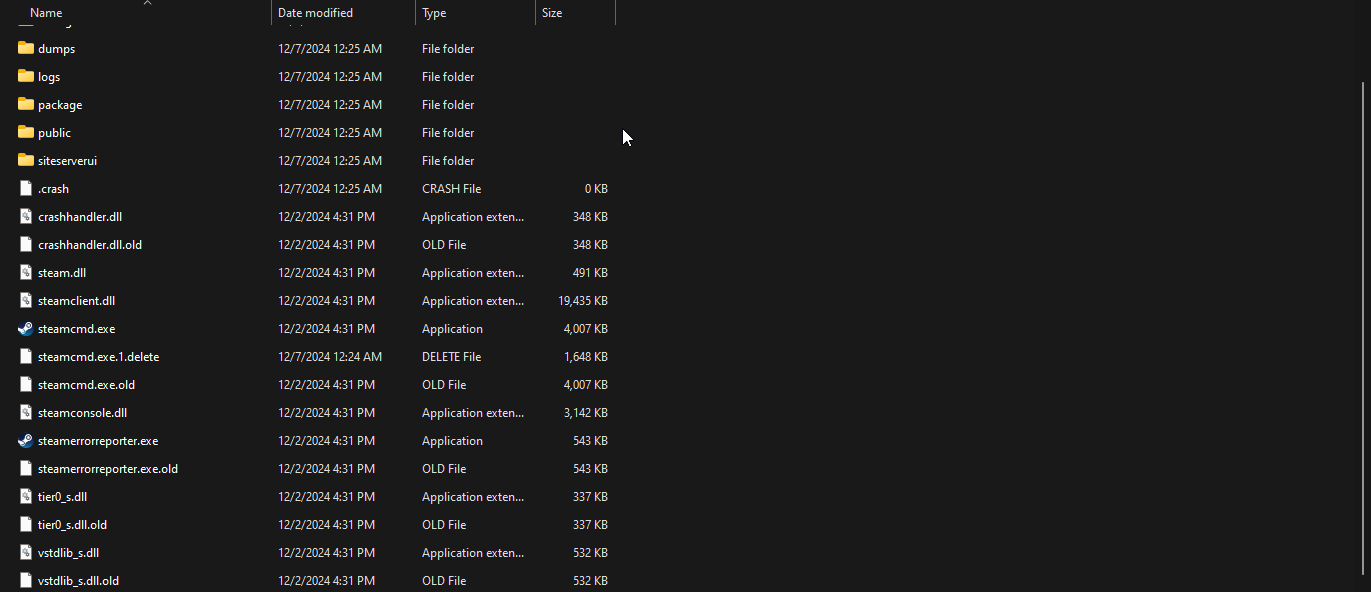 Name Date modified Type Size
dumps 12/7/2024 12:25 AM File folder
logs 12/7/2024 12:25 AM File folder
package 12/7/2024 12:25 AM File folder
public 12/7/2024 12:25 AM File folder
siteserverui 12/7/2024 12:25 AM File folder
.crash 12/7/2024 12:25 AM CRASH File 0 KB
crashhandler.dll 12/2/2024 4:31 PM Application exten... 348 KB
crashhandler.dll.old 12/2/2024 4:31 PM OLD File 348 KB
steam.dll 12/2/2024 4:31 PM Application exten... 491 KB
steamclient.dll 12/2/2024 4:31 PM Application exten... 19,435 KB
steamcmd.exe 12/2/2024 4:31 PM Application 4,007 KB
steamcmd.exe.1.delete 12/7/2024 12:24 AM DELETE File 1,648 KB
steamcmd.exe.old 12/2/2024 4:31 PM OLD File 4,007 KB
steamconsole.dll 12/2/2024 4:31 PM Application exten... 3,142 KB
steamerrorreporter.exe 12/2/2024 4:31 PM Application 543 KB
steamerrorreporter.exe.old 12/2/2024 4:31 PM OLD File 543 KB
tier0_s.dll 12/2/2024 4:31 PM Application exten... 337 KB
tier0_s.dll.old 12/2/2024 4:31 PM OLD File 337 KB
vstdlib_s.dll 12/2/2024 4:31 PM Application exten... 532 KB
vstdlib_s.dll.old 12/2/2024 4:31 PM OLD File 532 KB